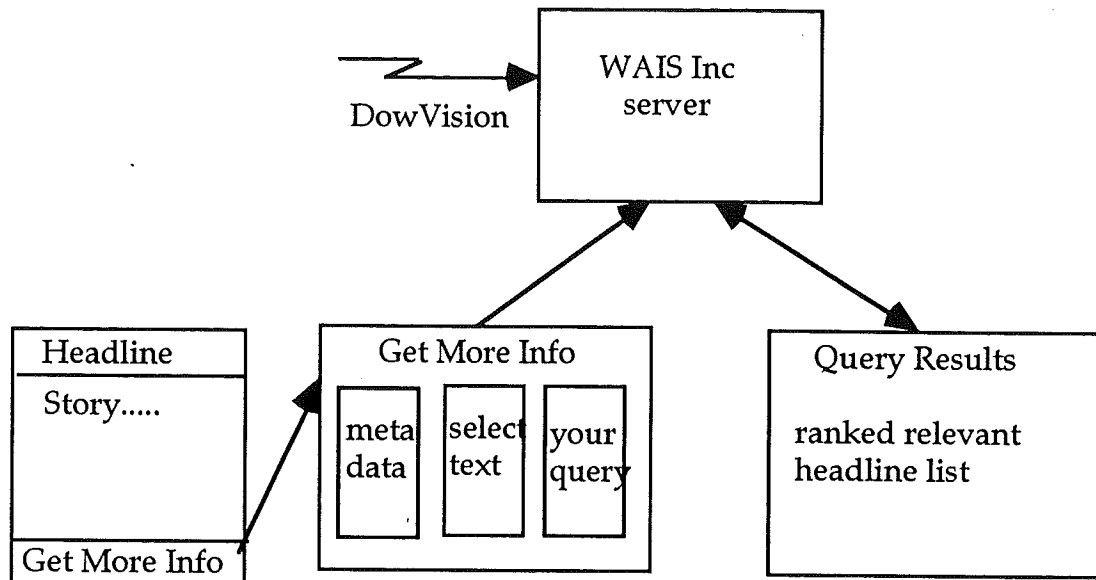 WAIS Inc
server
DowVision
Headline
Story.....
Get More Info
Get More Info
meta
data
select
text
your
query
Query Results
ranked relevant
headline list